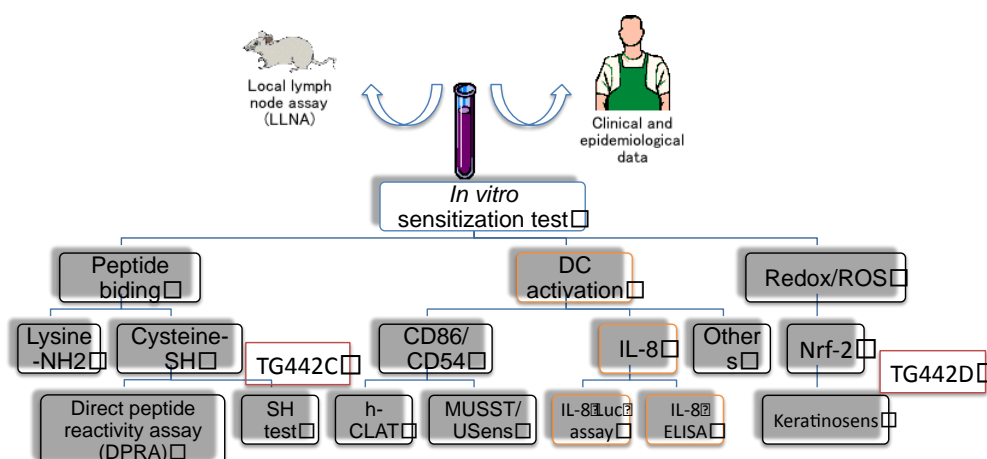 Local lymph
node assay
(LLNA)
Clinical and
epidemiological
data
In vitro
sensitization test□
Peptide
biding□
DC
activation□
Redox/ROS□
Lysine
-NH2□
Cysteine-
SH□
TG442C□
CD86/
CD54□
IL-8□
Other
s□
Nrf-2□
TG442D□
Direct peptide
reactivity assay
(DPRA)□
SH
test□
h-
CLAT□
MUSST/
USens□
IL-8⍰Luc⍰
assay□
IL-8⍰
ELISA□
Keratinosens□